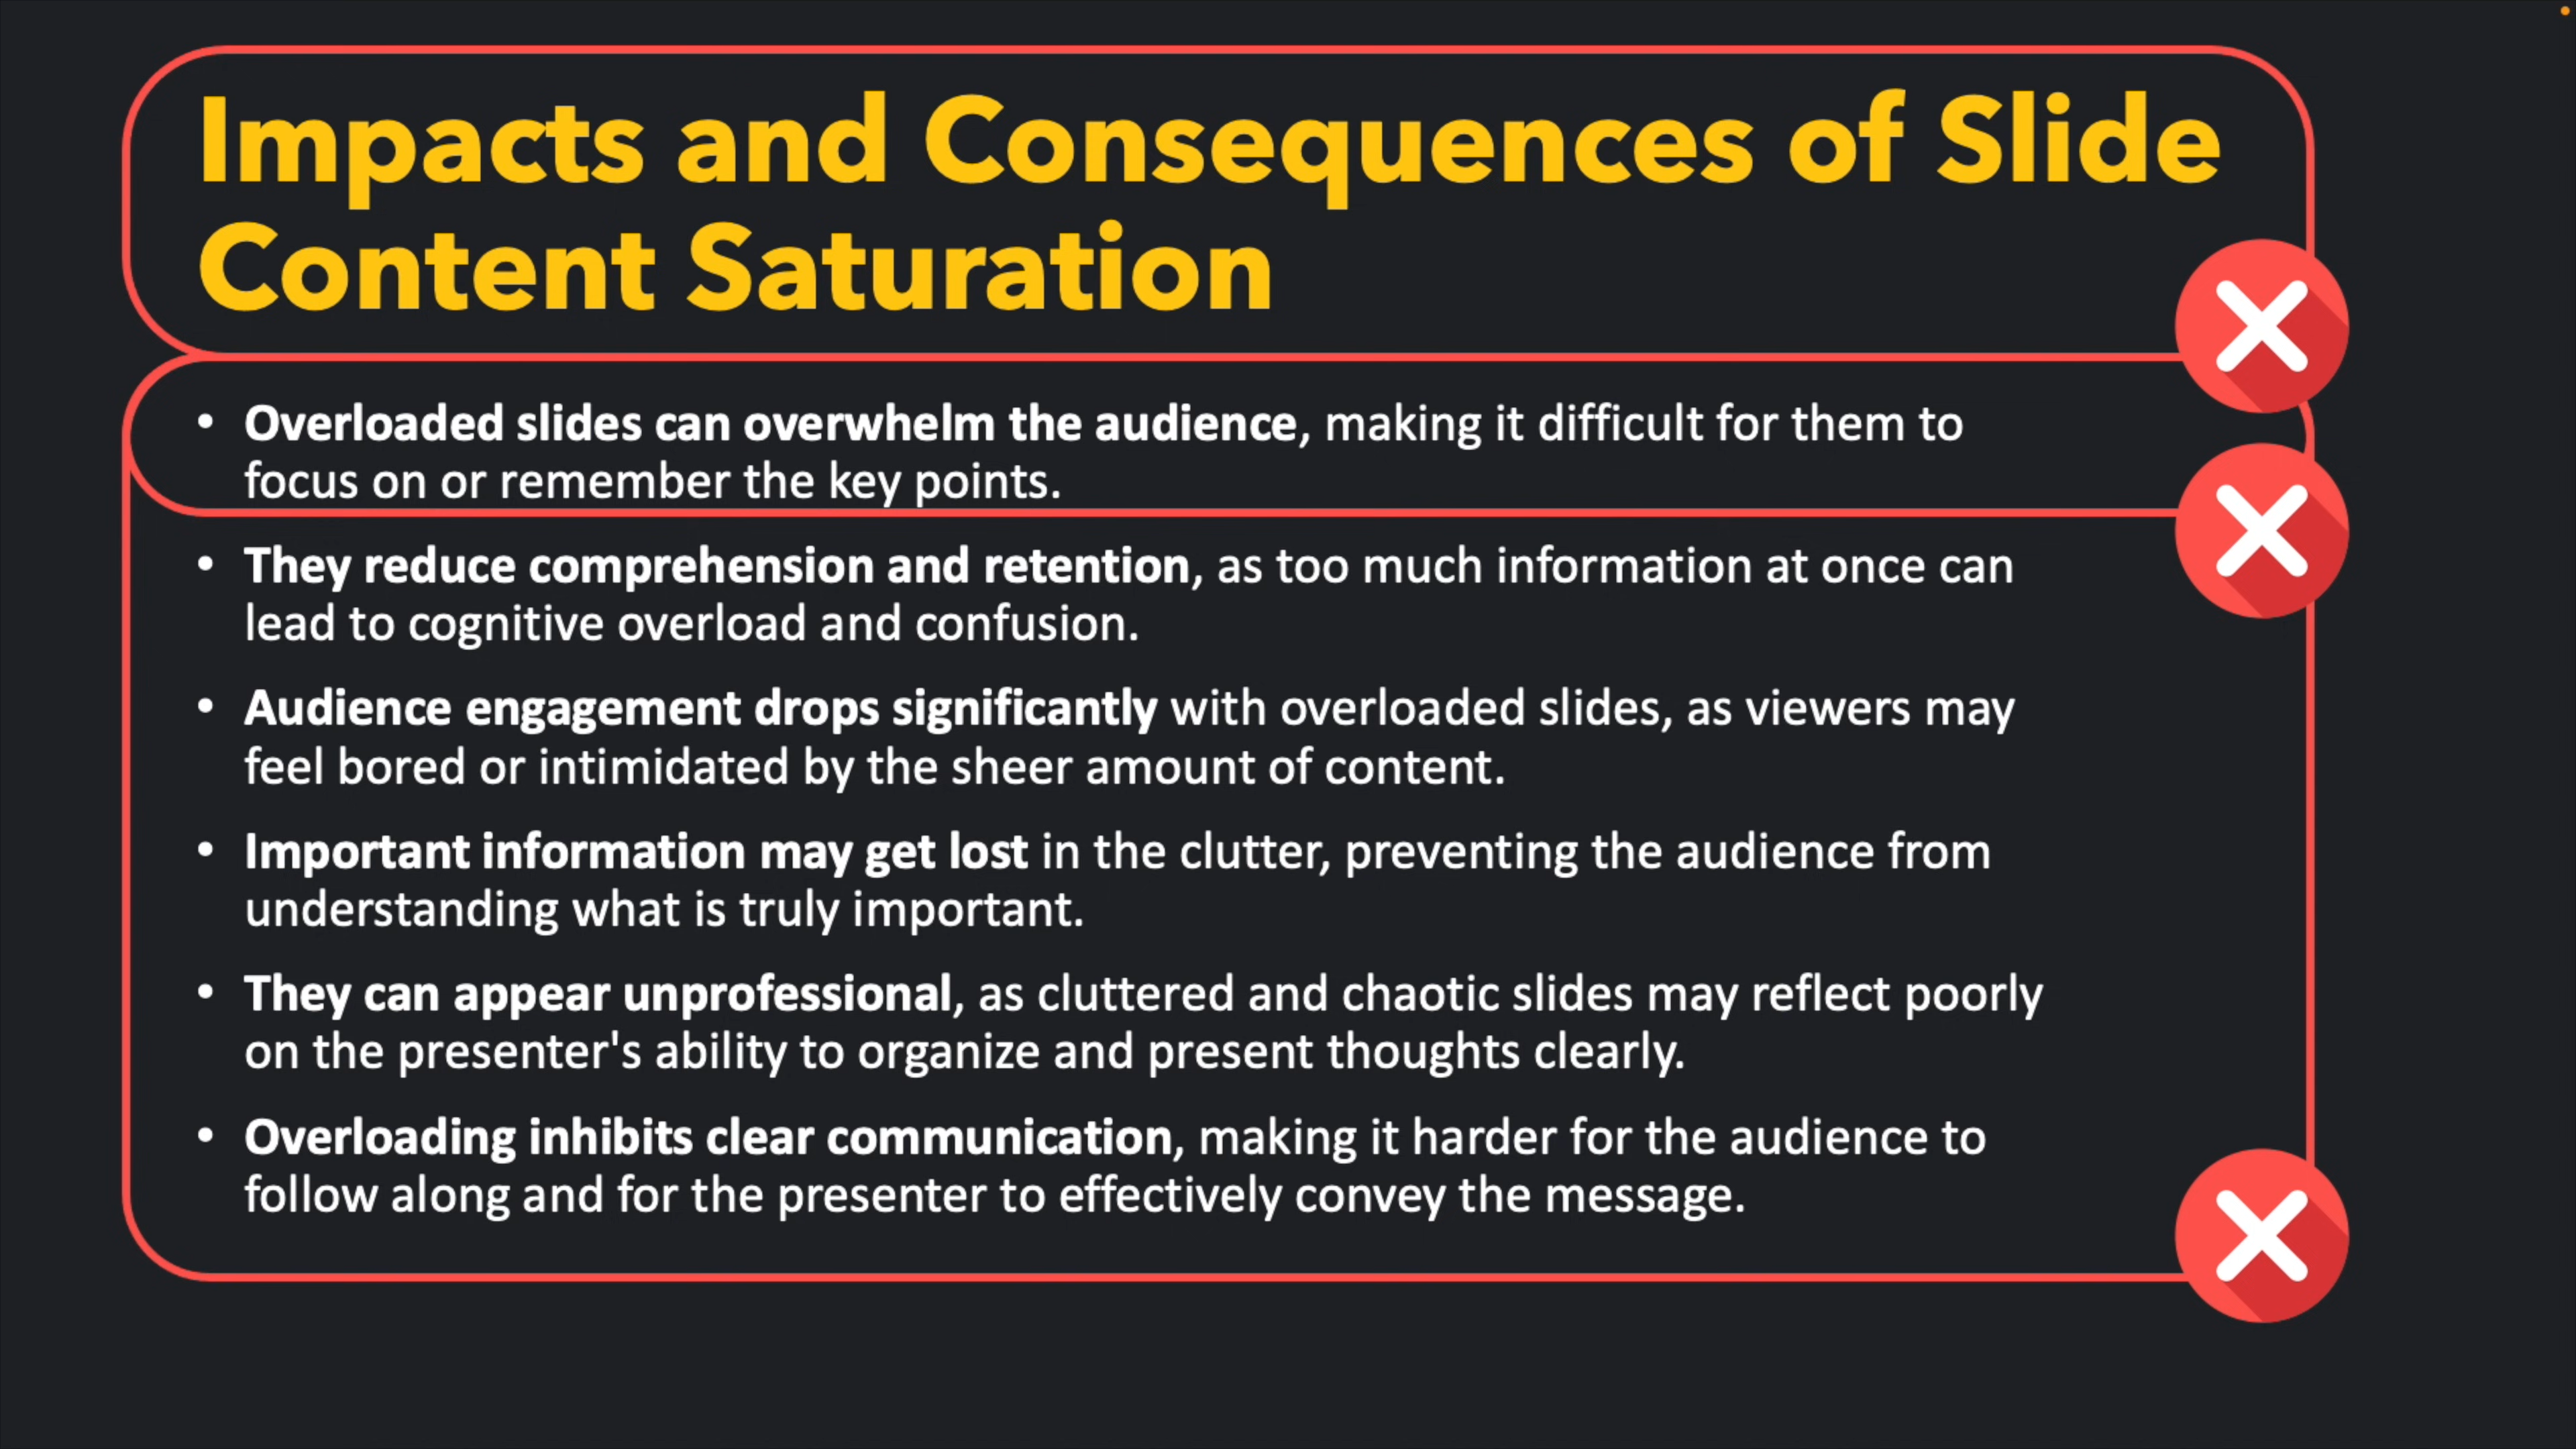 Impacts and Consequences of Slide
Content Saturation
• Overloaded slides can overwhelm the audience, making it difficult for them to
focus on or remember the key points.
• They reduce comprehension and retention, as too much information at once can
lead to cognitive overload and confusion.
• Audience engagement drops significantly with overloaded slides, as viewers may
feel bored or intimidated by the sheer amount of content.
• Important information may get lost in the clutter, preventing the audience from
understanding what is truly important.
• They can appear unprofessional, as cluttered and chaotic slides may reflect poorly
on the presenter's ability to organize and present thoughts clearly.
• Overloading inhibits clear communication, making it harder for the audience to
follow along and for the presenter to effectively convey the message.